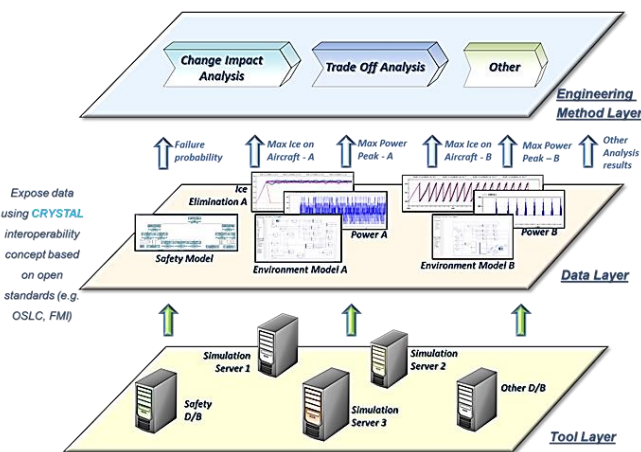 Change Impact
Analysis
Trade Off Analysis
Other
Engineering
Method Layer
Failure
probability
Max Ice on
Aircraft - A
Max Power
Peak - A
Max Ice on
Aircraft - B
Max Power
Peak – B
Other
Analysis
results
Expose data
using CRYSTAL
interoperability
concept based
on open
standards (e.g.
OSLC, FMI)
Ice
Elimination A
Power A
Power B
Safety Model
Environment Model A
Environment Model B
Data Layer
Simulation
Server 1
Simulation
Server 2
Safety
D/B
Simulation
Server 3
Other D/B
Tool Layer